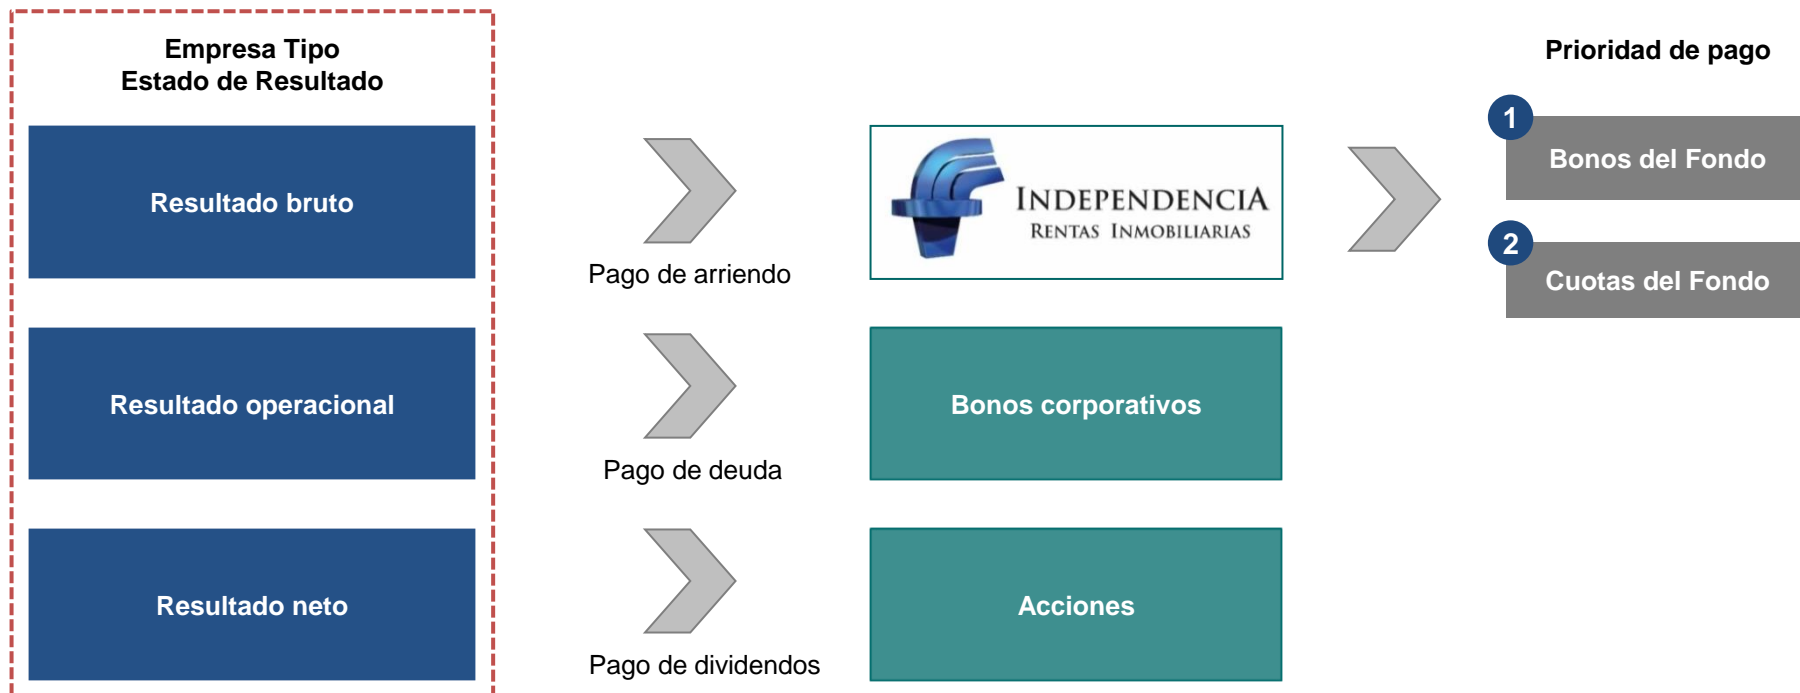 Empresa Tipo
Estado de Resultado
Prioridad de pago
Resultado bruto
Pago de arriendo
INDEPENDENCIA
RENTAS INMOBILIARIAS
1
Bonos del Fondo
2
Cuotas del Fondo
Resultado operacional
Pago de deuda
Bonos corporativos
Resultado neto
Pago de dividendos
Acciones